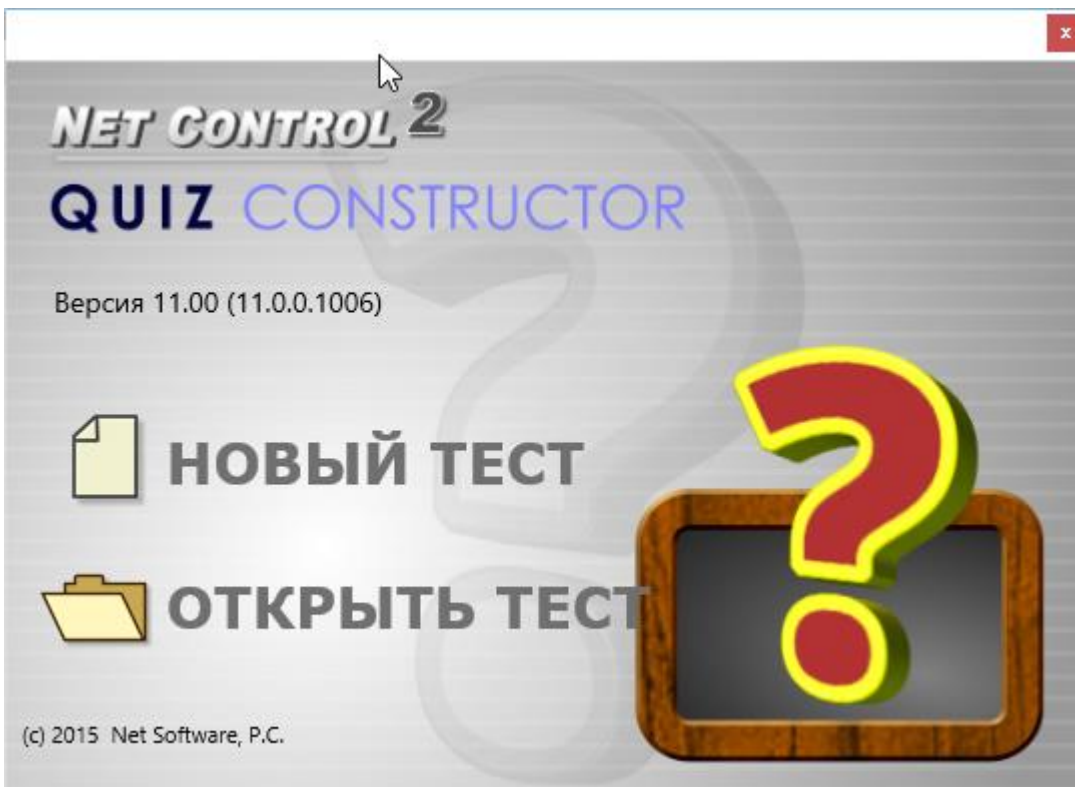 x
NET CONTROL 2
QUIZ CONSTRUCTOR
Версия 11.00 (11.0.0.1006)
НОВЫЙ ТЕСТ
ОТКРЫТЬ ТЕСТ
(c) 2015 Net Software, P.C.